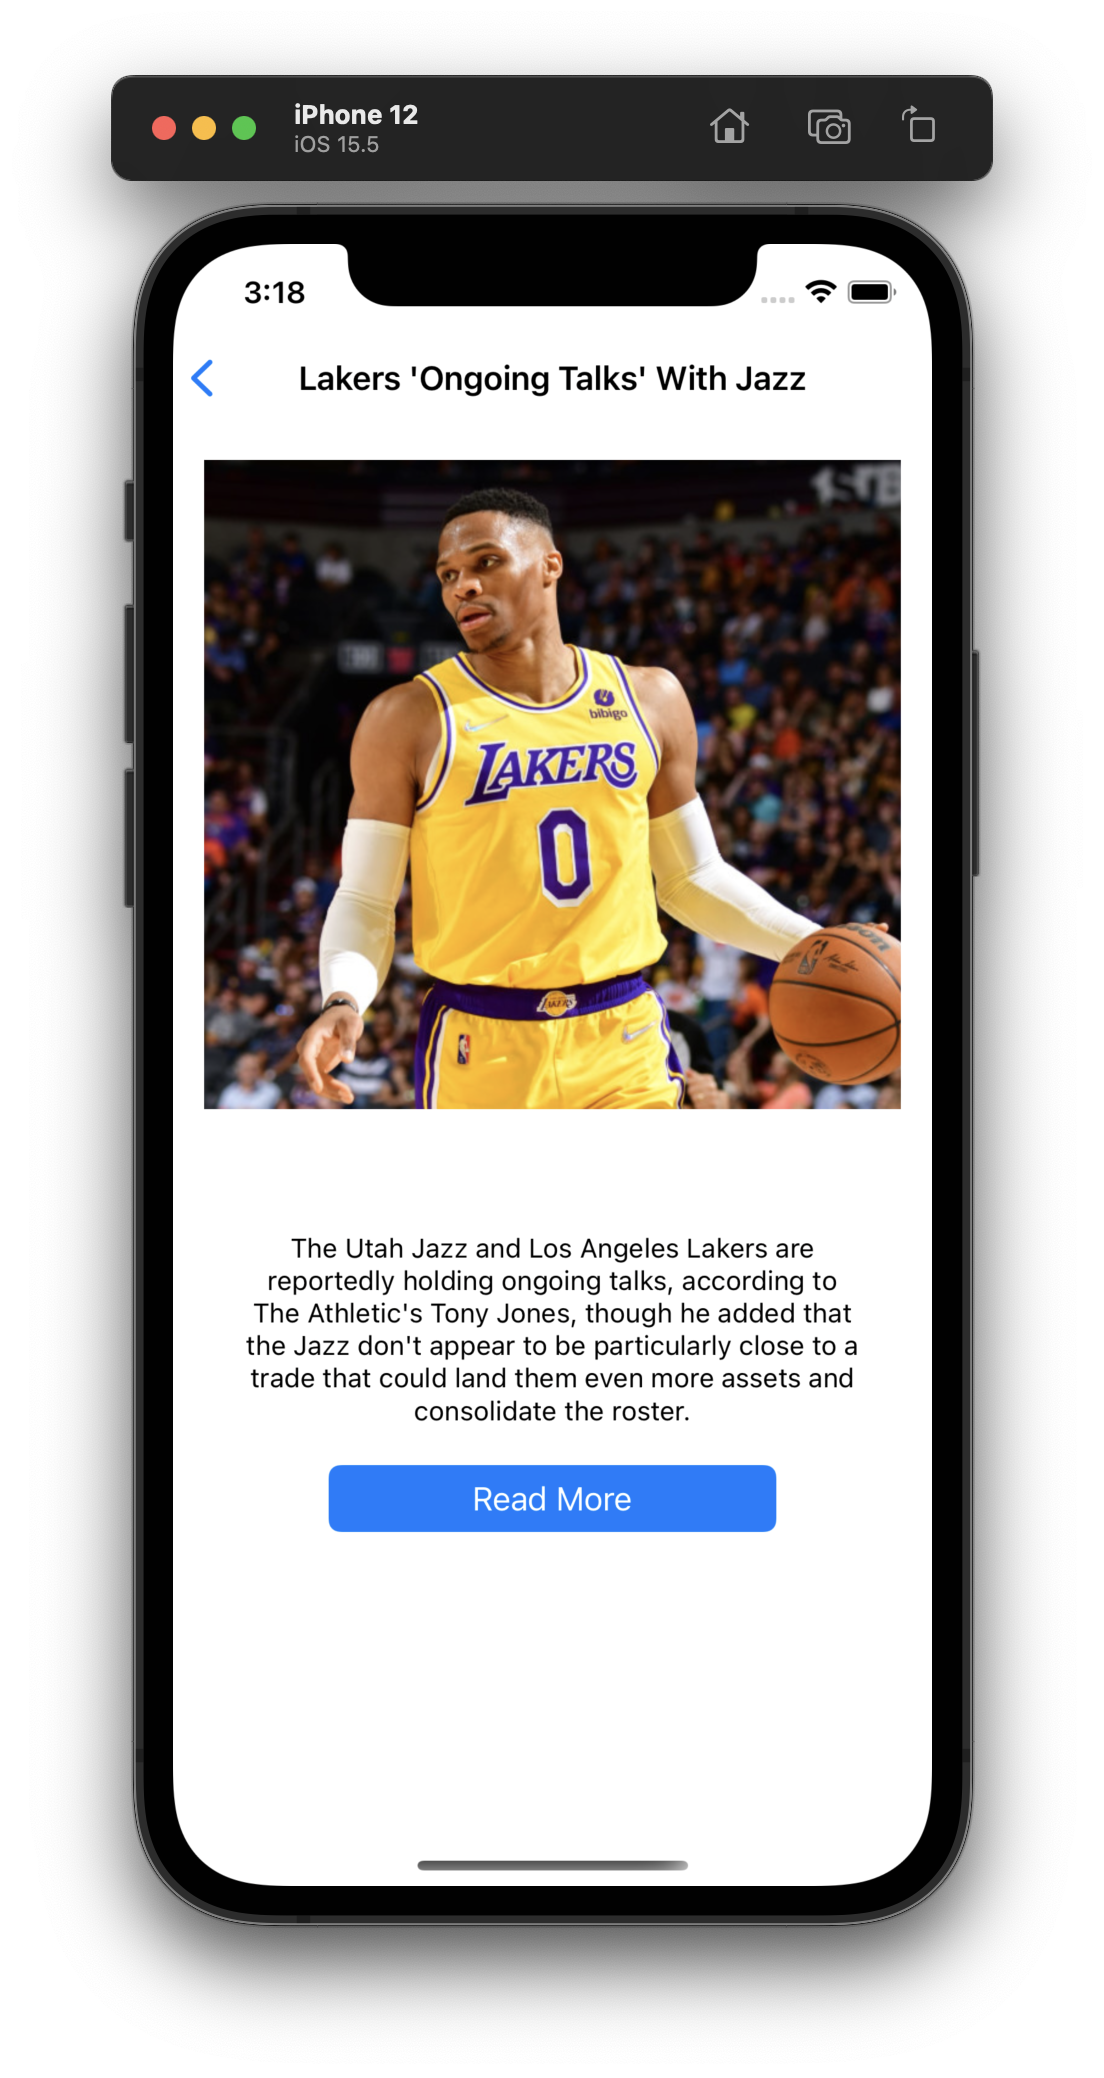 iPhone 12
iOS 15.5
3:18
Lakers 'Ongoing Talks' With Jazz
bibigo
LAKERS
0
LAKERS
The Utah Jazz and Los Angeles Lakers are
reportedly holding ongoing talks, according to
The Athletic's Tony Jones, though he added that
the Jazz don't appear to be particularly close to a
trade that could land them even more assets and
consolidate the roster.
Read More